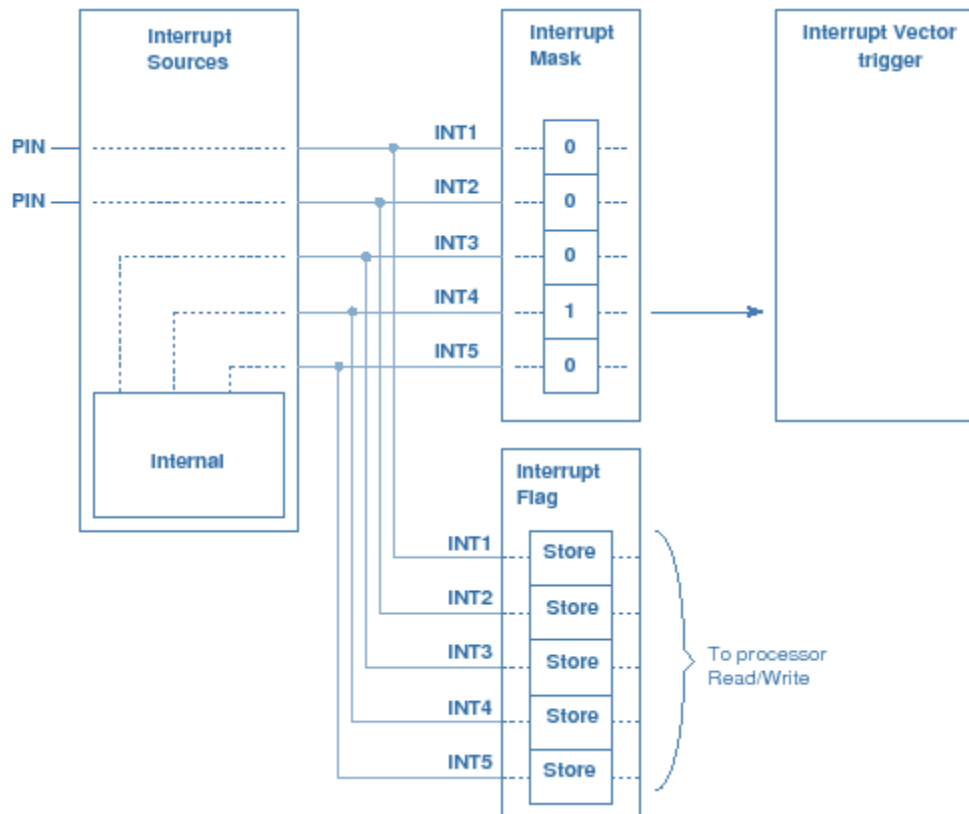 Interrupt
Sources
Interrupt
Mask
Interrupt Vector
trigger
PIN
INT1
0
PIN
INT2
0
INT3
0
INT4
1
INT5
0
Internal
Interrupt
Flag
INT1
Store
INT2
Store
INT3
Store
To processor
Read/Write
INT4
Store
INT5
Store